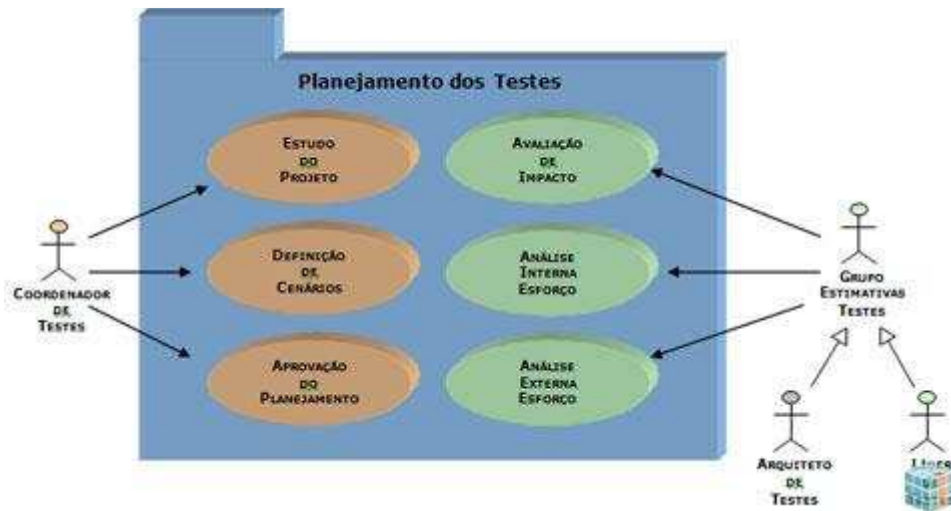 Planejamento dos Testes
ESTUDO
DO
PROJETO
AVALIAÇÃO
DE
IMPACTO
DEFINIÇÃO
DE
CENÁRIOS
ANÁLISE
INTERNA
ESFORÇO
APROVAÇÃO
DO
PLANEJAMENTO
ANÁLISE
EXTERNA
ESFORÇO
COORDENADOR
DE
TESTES
GRUPO
ESTIMATIVAS
TESTES
ARQUITETO
DE
TESTES
LÍDER